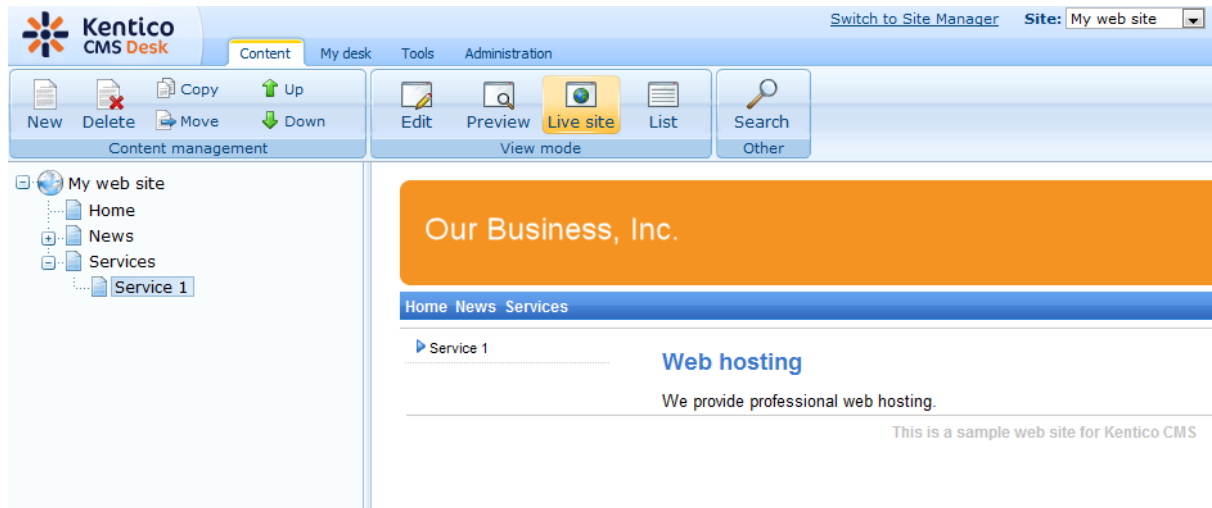 Kentico
CMS Desk
Switch to Site Manager Site: My web site
Content My desk Tools Administration
New Delete Copy Move Up Down
Content management
Edit Preview Live site List
View mode
Search
Other
My web site
Home
News
Services
Service 1
Our Business, Inc.
Home News Services
Service 1
Web hosting
We provide professional web hosting.
This is a sample web site for Kentico CMS